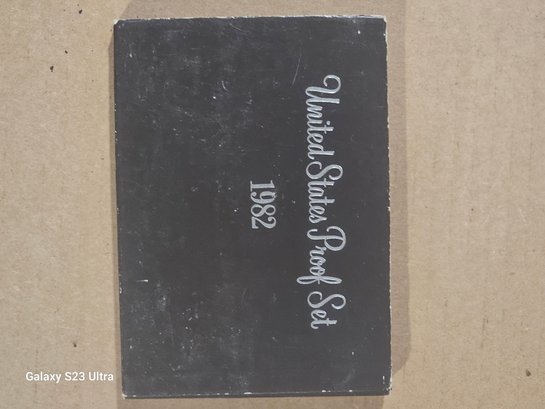 United States Proof Set
1982
Galaxy S23 Ultra